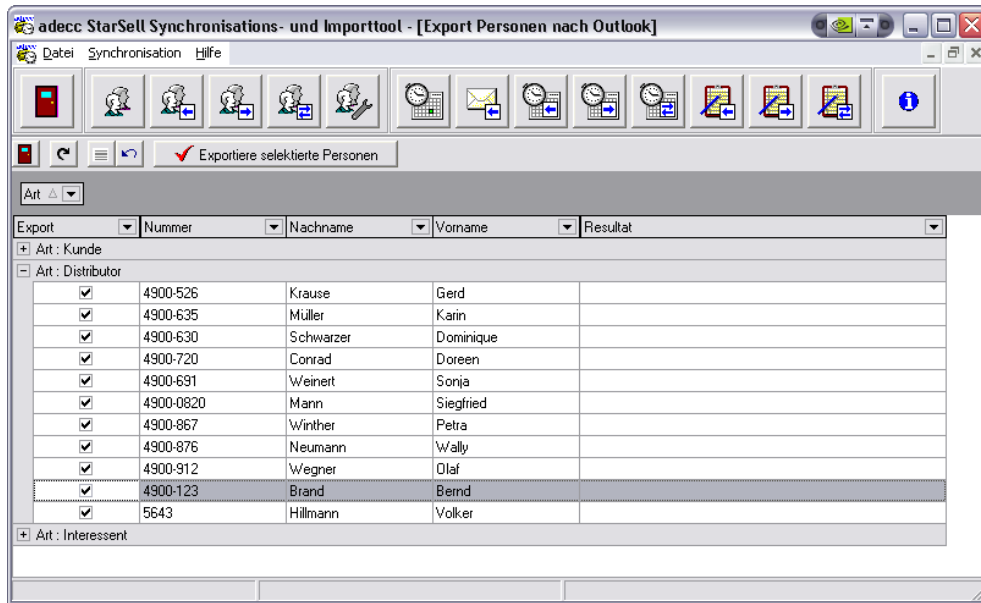 adecc StarSell Synchronisations- und Importtool - [Export Personen nach Outlook]
Datei Synchronisation Hilfe
Exportiere selektierte Personen
Art
Export Nummer Nachname Vorname Resultat
Art : Kunde
Art : Distributor
4900-526 Krause Gerd
4900-635 Müller Karin
4900-630 Schwarzer Dominique
4900-720 Conrad Doreen
4900-691 Weinert Sonja
4900-0820 Mann Siegfried
4900-867 Winther Petra
4900-876 Neumann Wally
4900-912 Wegner Olaf
4900-123 Brand Bernd
5643 Hillmann Volker
Art : Interessent